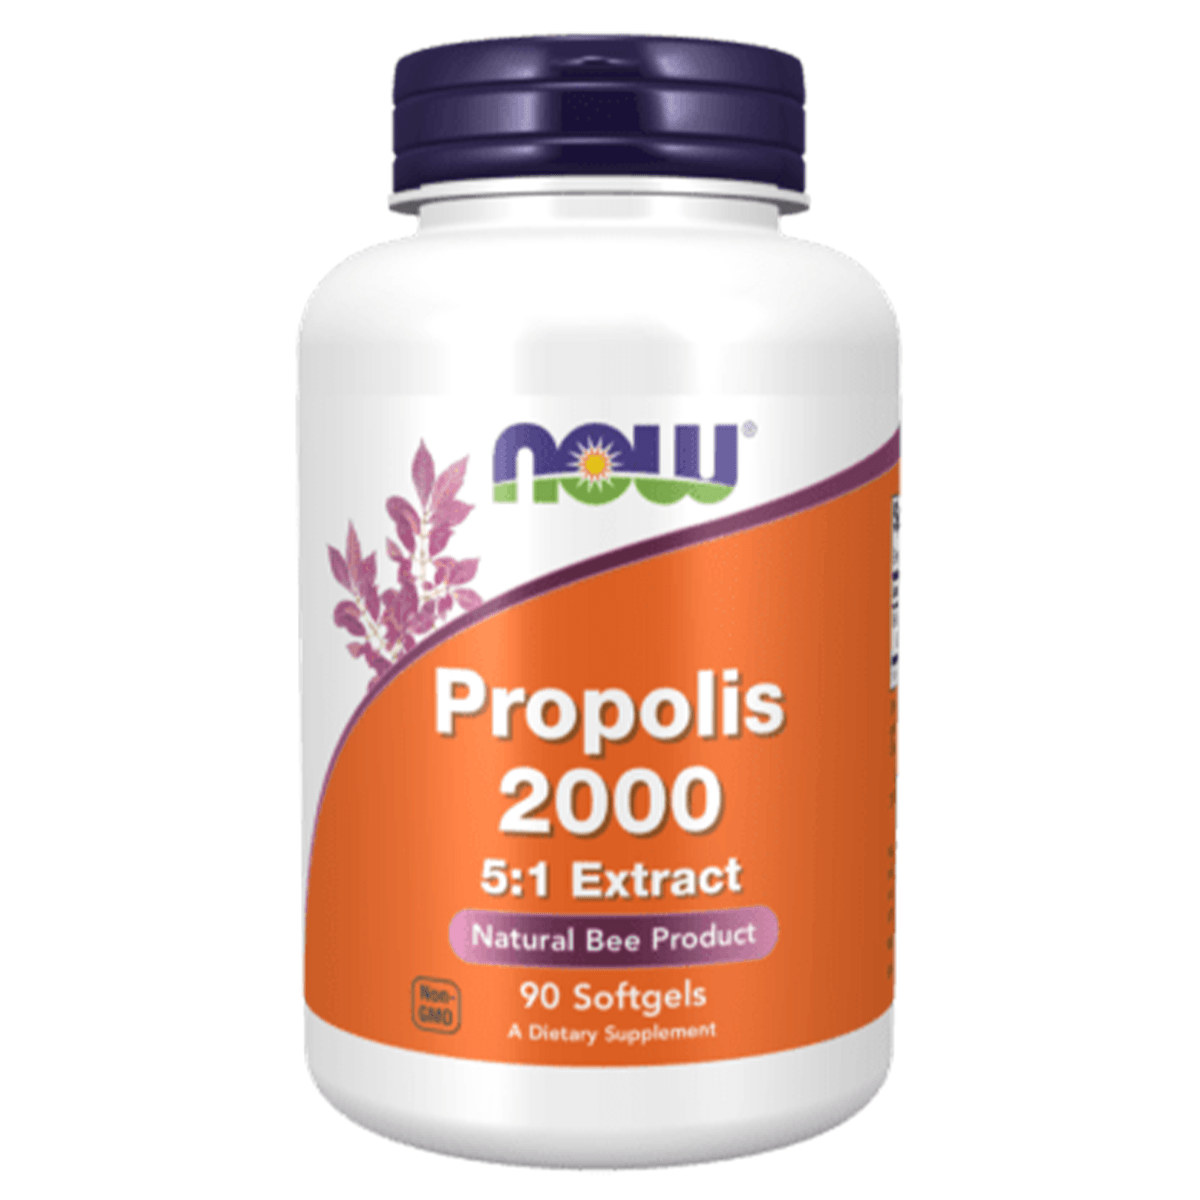 now®
Propolis
2000
5:1 Extract
Natural Bee Product
90 Softgels
Non-
GMO
A Dietary Supplement